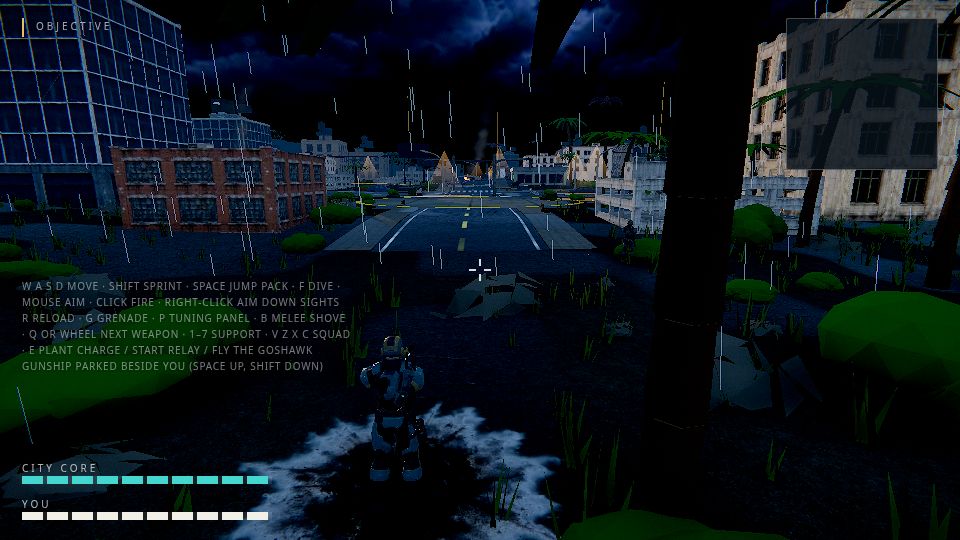 OBJECTIVE
W A S D MOVE · SHIFT SPRINT · SPACE JUMP PACK · F DIVE ·
MOUSE AIM · CLICK FIRE · RIGHT-CLICK AIM DOWN SIGHTS
R RELOAD · G GRENADE · P TUNING PANEL · B MELEE SHOVE
· Q OR WHEEL NEXT WEAPON · 1–7 SUPPORT · V Z X C SQUAD
· E PLANT CHARGE / START RELAY / FLY THE GOSHAWK
GUNSHIP PARKED BESIDE YOU (SPACE UP, SHIFT DOWN)
CITY CORE
YOU